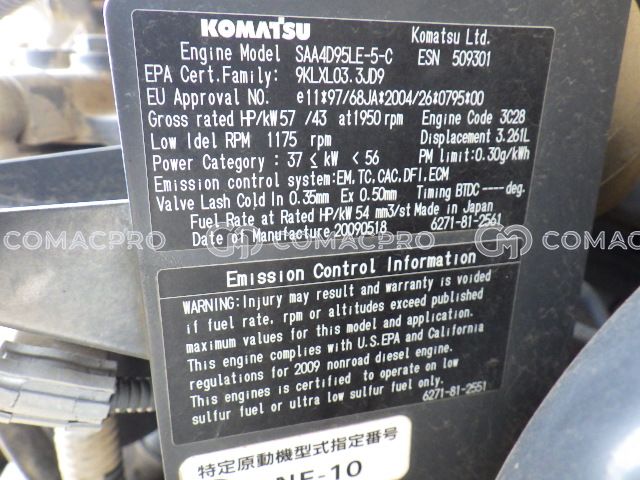 KOMATSU Komatsu Ltd.
Engine Model SAA4D95LE-5-C ESN 509301
EPA Cert.Family: 9KLXL03.3JD9
EU Approval NO. e11*97/68JA*2004/26*0795*00
Gross rated HP/kW 57 /43 at1950 rpm Engine Code 3C28
Low Idel RPM 1175 rpm Displacement 3.261L
Power Category : 37 ≤ kW < 56 PM limit:0.30g/kWh
Emission control system:EM,TC,CAC,DFI,ECM
Valve Lash Cold In 0.35mm Ex 0.50mm Timing BTDC ----deg.
Fuel Rate at Rated HP/kW 54 mm3/st Made in Japan
Date of Manufacture 20090518 6271-81-2561
COMACPRO COMACPRO COMACPRO
Emission Control Information
WARNING:Injury may result and warranty is voided
if fuel rate, rpm or altitudes exceed published
maximum values for this model and application.
This engine complies with U.S.EPA and California
regulations for 2009 nonroad diesel engine.
This engines is certified to operate on low
sulfur fuel or ultra low sulfur fuel only.
6271-81-2551
特定原動機型式指定番号
-10